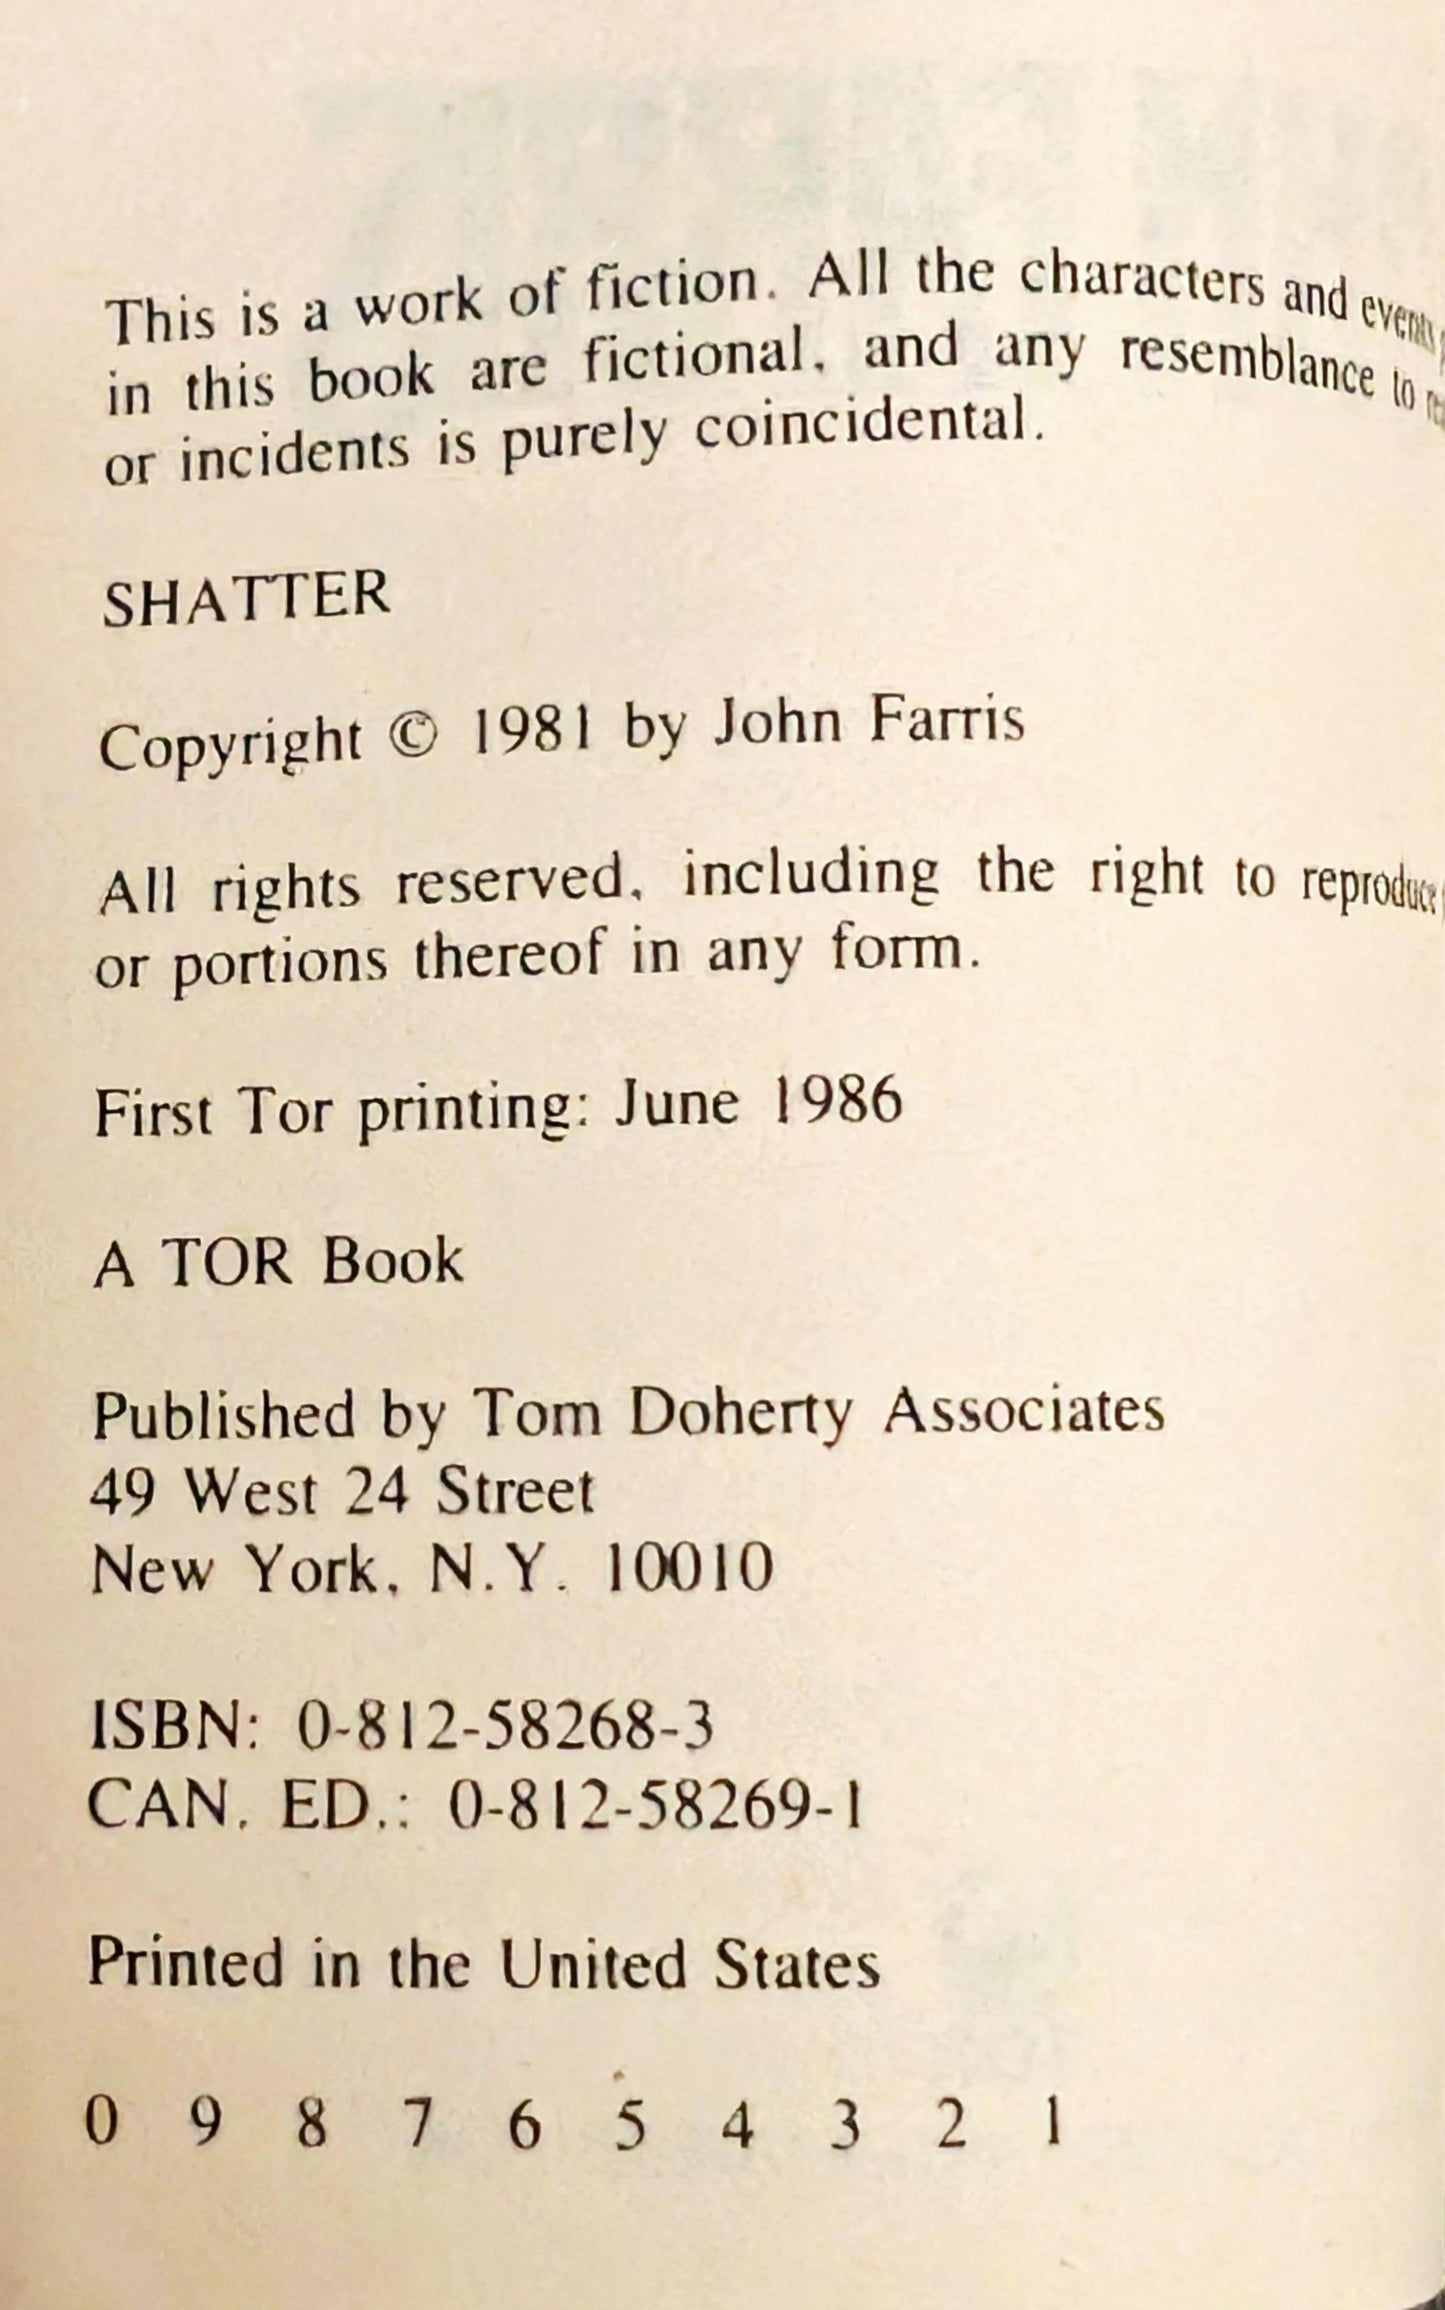 This is a work of fiction. All the characters and events
in this book are fictional, and any resemblance to
or incidents is purely coincidental.
SHATTER
Copyright © 1981 by John Farris
All rights reserved, including the right to reproduce
or portions thereof in any form.
First Tor printing: June 1986
A TOR Book
Published by Tom Doherty Associates
49 West 24 Street
New York, N.Y. 10010
ISBN: 0-812-58268-3
CAN. ED.: 0-812-58269-1
Printed in the United States
0 9 8 7 6 5 4 3 2 1